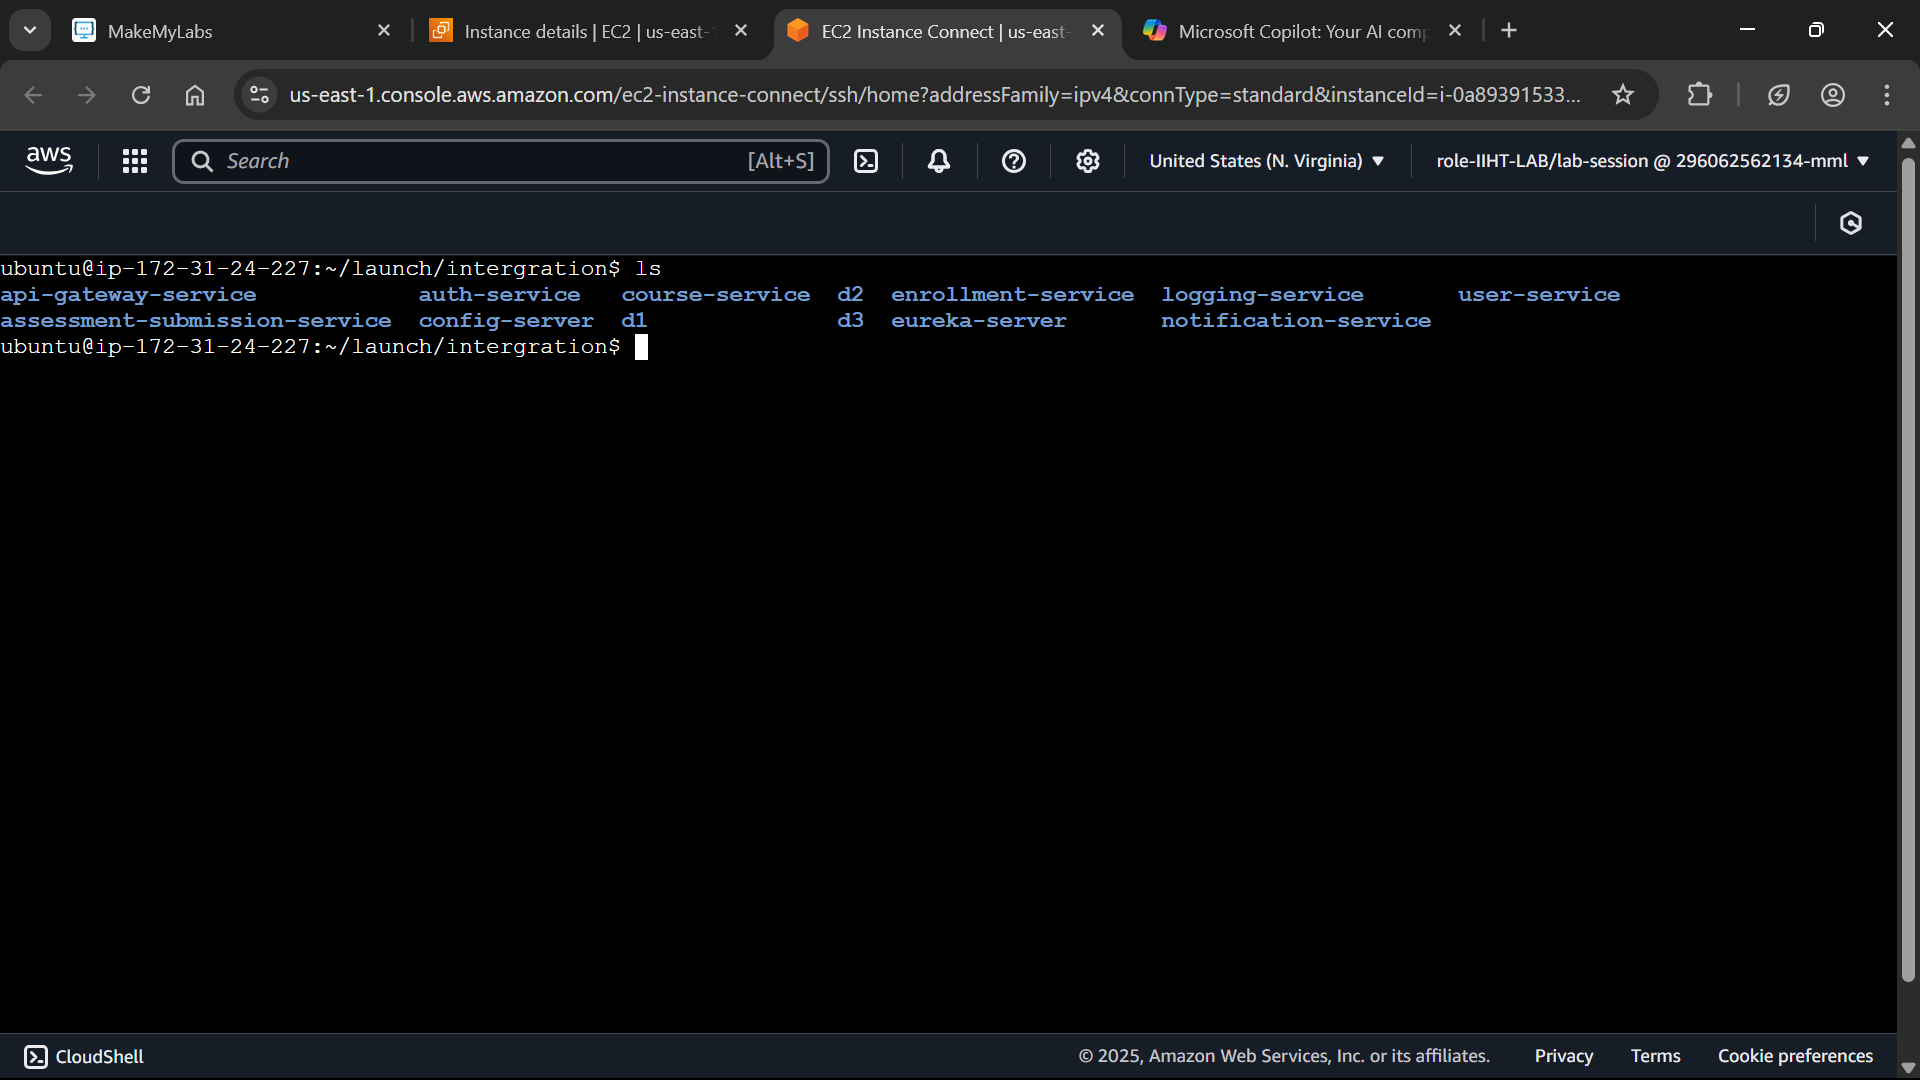 MakeMyLabs
Instance details | EC2 | us-east-1
EC2 Instance Connect | us-east-
Microsoft Copilot: Your AI comp
us-east-1.console.aws.amazon.com/ec2-instance-connect/ssh/home?addressFamily=ipv4&connType=standard&instanceId=i-0a89391533...
aws
Search [Alt+S]
United States (N. Virginia)
role-IIHT-LAB/lab-session @ 296062562134-mml
ubuntu@ip-172-31-24-227:~/launch/intergration$ ls
api-gateway-service auth-service course-service d2 enrollment-service logging-service user-service
assessment-submission-service config-server d1 d3 eureka-server notification-service
ubuntu@ip-172-31-24-227:~/launch/intergration$
CloudShell
© 2025, Amazon Web Services, Inc. or its affiliates. Privacy Terms Cookie preferences